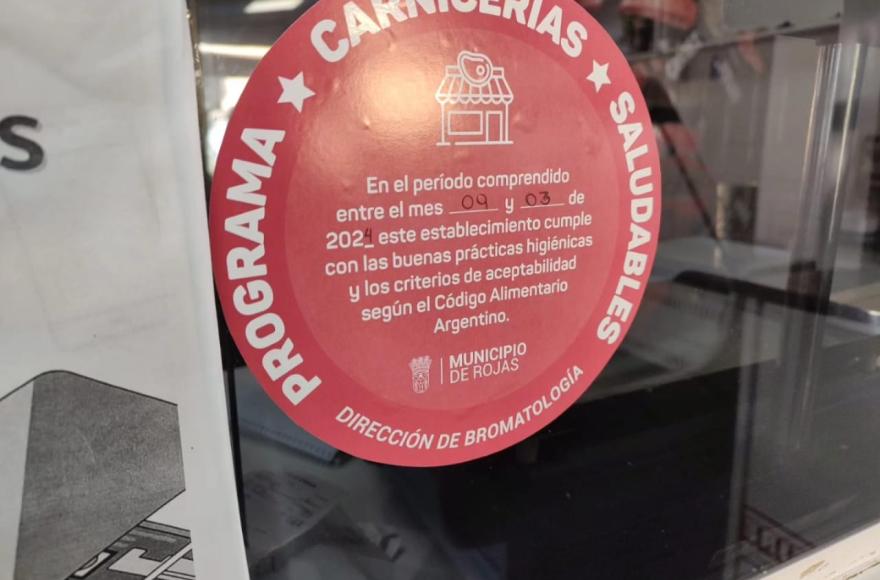 PROGRAMA
CARNICERÍAS
SALUDABLES
En el período comprendido
entre el mes 09 y 03 de
2024 este establecimiento cumple
con las buenas prácticas higiénicas
y los criterios de aceptabilidad
según el Código Alimentario
Argentino.
MUNICIPIO
DE ROJAS
DIRECCIÓN DE BROMATOLOGÍA
S